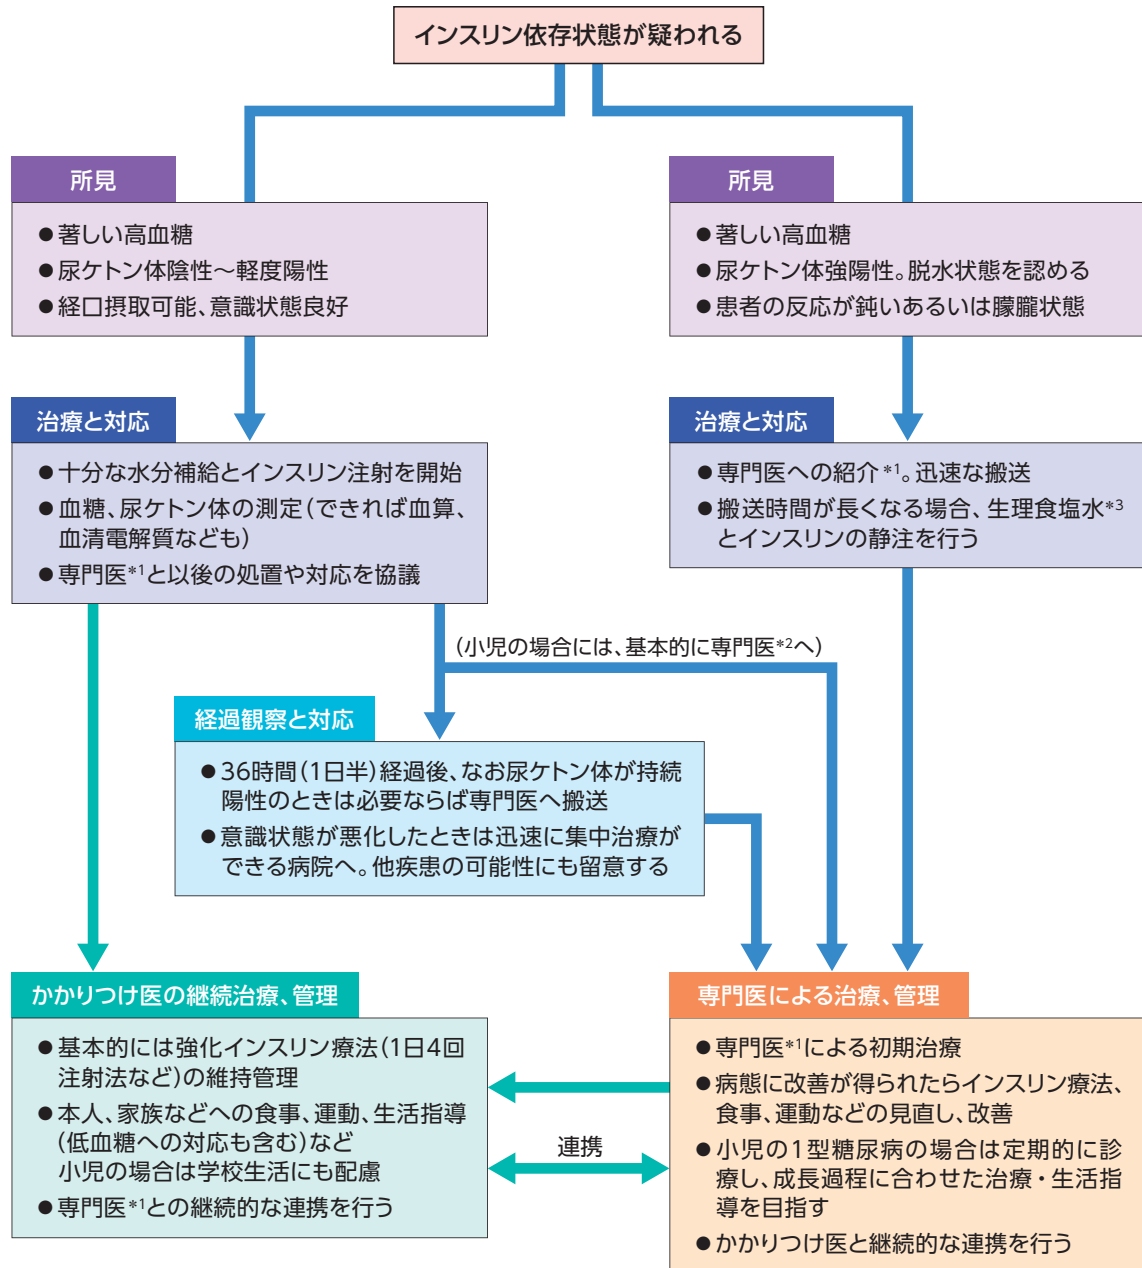 インスリン依存状態が疑われる
所見
●著しい高血糖
●尿ケトン体陰性～軽度陽性
●経口摂取可能、意識状態良好
所見
●著しい高血糖
●尿ケトン体強陽性。脱水状態を認める
●患者の反応が鈍いあるいは朦朧状態
治療と対応
●十分な水分補給とインスリン注射を開始
●血糖、尿ケトン体の測定（できれば血算、
血清電解質なども）
●専門医*1と以後の処置や対応を協議
治療と対応
●専門医への紹介*1。迅速な搬送
●搬送時間が長くなる場合、生理食塩水*3
とインスリンの静注を行う
（小児の場合には、基本的に専門医*2へ）
経過観察と対応
●36時間（1日半）経過後、なお尿ケトン体が持続
陽性のときは必要ならば専門医へ搬送
●意識状態が悪化したときは迅速に集中治療が
できる病院へ。他疾患の可能性にも留意する
かかりつけ医の継続治療、管理
●基本的には強化インスリン療法（1日4回
注射法など）の維持管理
●本人、家族などへの食事、運動、生活指導
（低血糖への対応も含む）など
小児の場合は学校生活にも配慮
●専門医*1との継続的な連携を行う
連携
専門医による治療、管理
●専門医*1による初期治療
●病態に改善が得られたらインスリン療法、
食事、運動などの見直し、改善
●小児の1型糖尿病の場合は定期的に診
療し、成長過程に合わせた治療・生活指
導を目指す
●かかりつけ医と継続的な連携を行う